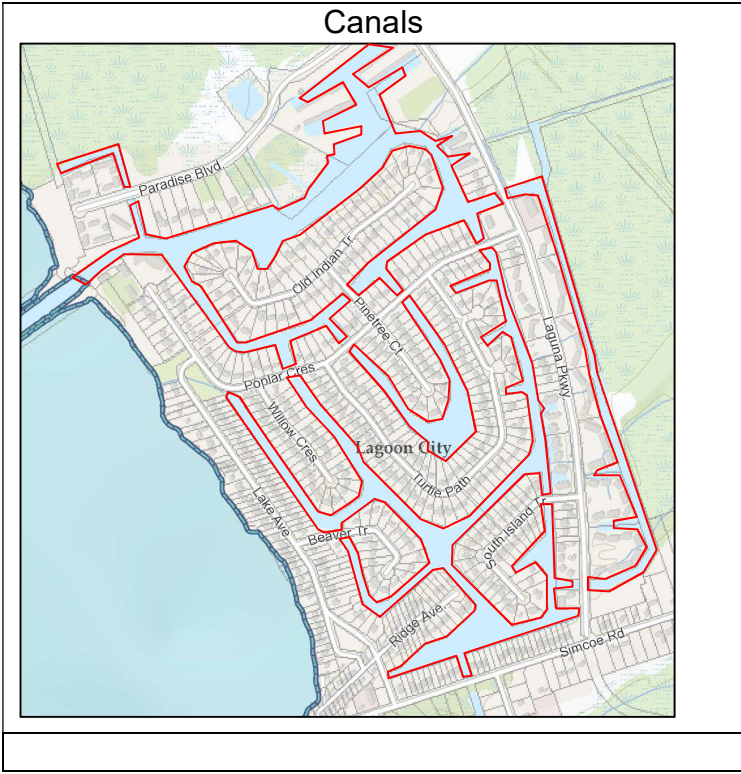 Canals
Paradise Blvd
Old Indian Tr
Pinetree Ct
Laguna Pkwy
Poplar Cres
Willow Cres
Lagoon City
Turtle Path
Lake Ave
South Island Tr
Beaver Tr
Ridge Ave
Simcoe Rd